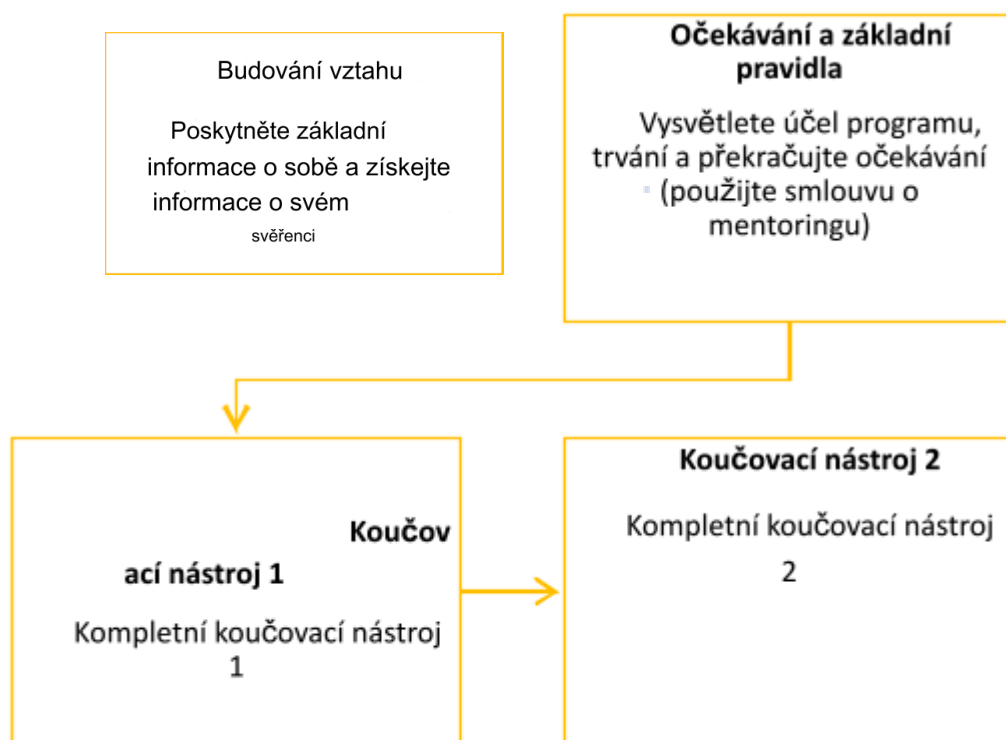 Budování vztahu
Poskytněte základní
informace o sobě a získejte
informace o svém
svěřenci
Očekávání a základní
pravidla
Vysvětlete účel programu,
trvání a překračujte očekávání
(použijte smlouvu o
mentoringu)
Koučov
ací nástroj 1
Kompletní koučovací nástroj
1
Koučovací nástroj 2
Kompletní koučovací nástroj
2